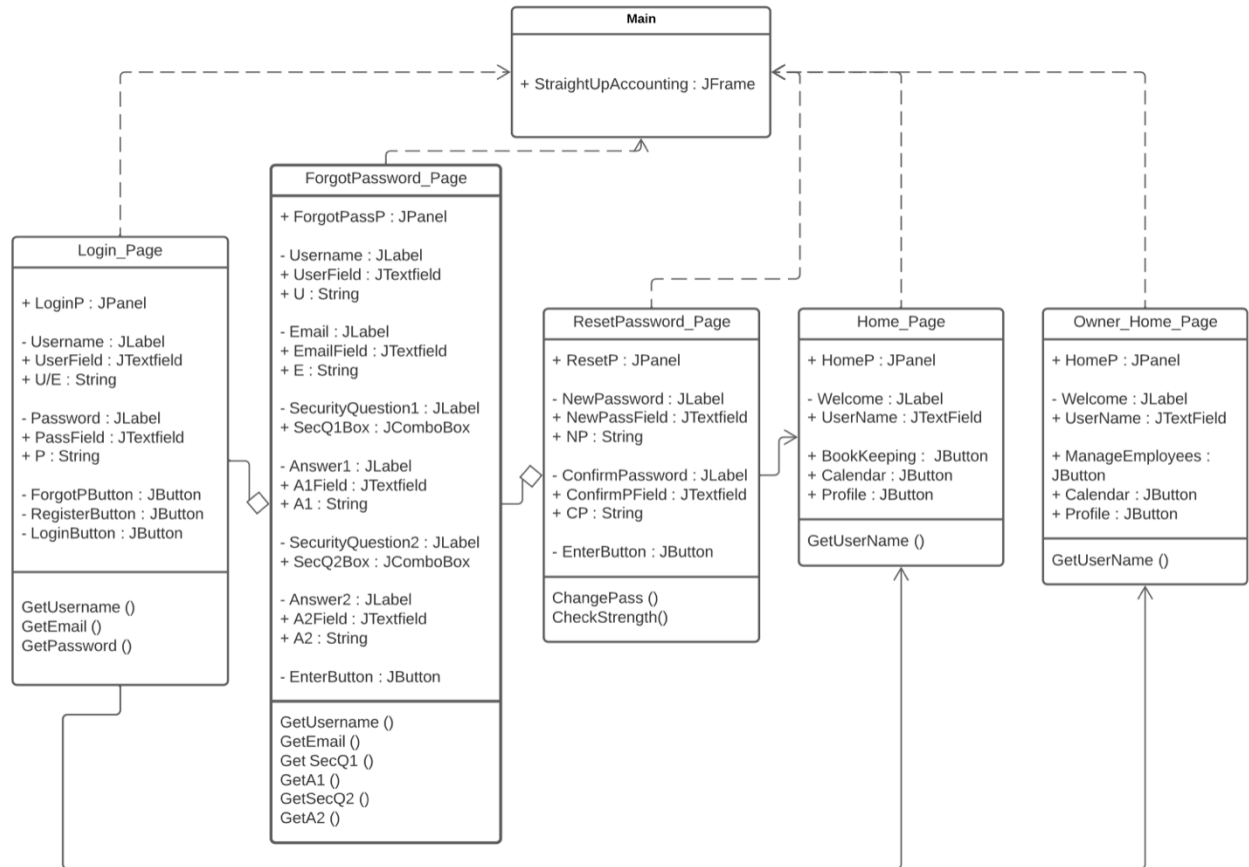 Main
+ StraightUpAccounting : JFrame
Login_Page
+ LoginP : JPanel
- Username : JLabel
+ UserField : JTextfield
+ U/E : String
- Password : JLabel
+ PassField : JTextfield
+ P : String
- ForgotPButton : JButton
- RegisterButton : JButton
- LoginButton : JButton
GetUsername ()
GetEmail ()
GetPassword ()
ForgotPassword_Page
+ ForgotPassP : JPanel
- Username : JLabel
+ UserField : JTextfield
+ U : String
- Email : JLabel
+ EmailField : JTextfield
+ E : String
- SecurityQuestion1 : JLabel
+ SecQ1Box : JComboBox
- Answer1 : JLabel
+ A1Field : JTextfield
+ A1 : String
- SecurityQuestion2 : JLabel
+ SecQ2Box : JComboBox
- Answer2 : JLabel
+ A2Field : JTextfield
+ A2 : String
- EnterButton : JButton
GetUsername ()
GetEmail ()
Get SecQ1 ()
GetA1 ()
GetSecQ2 ()
GetA2 ()
ResetPassword_Page
+ ResetP : JPanel
- NewPassword : JLabel
+ NewPassField : JTextfield
+ NP : String
- ConfirmPassword : JLabel
+ ConfirmPField : JTextfield
+ CP : String
- EnterButton : JButton
ChangePass ()
CheckStrength()
Home_Page
+ HomeP : JPanel
- Welcome : JLabel
+ UserName : JTextField
+ BookKeeping : JButton
+ Calendar : JButton
+ Profile : JButton
GetUserName ()
Owner_Home_Page
+ HomeP : JPanel
- Welcome : JLabel
+ UserName : JTextField
+ ManageEmployees :
JButton
+ Calendar : JButton
+ Profile : JButton
GetUserName ()